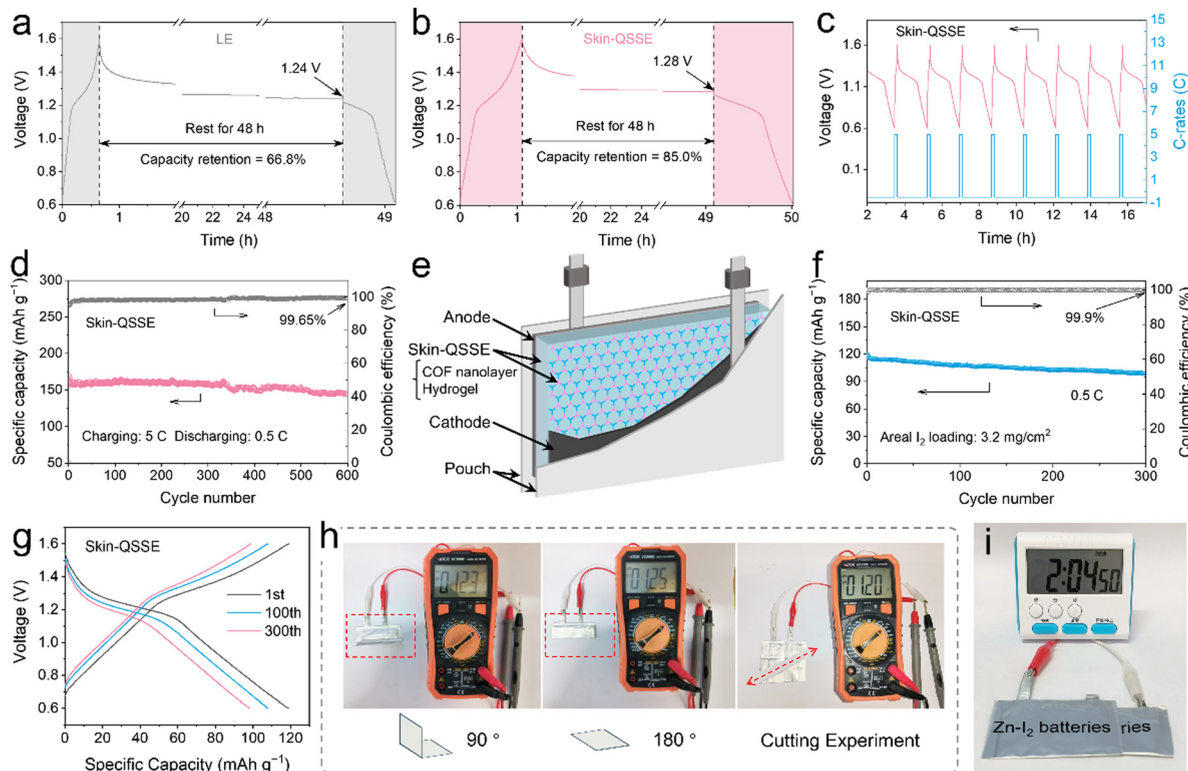 a
LE
1.24 V
Rest for 48 h
Capacity retention = 66.8%
Voltage (V)
1.6
1.4
1.2
1.0
0.8
0.6
0 1 20 22 24 48 49
Time (h)
b
Skin-QSSE
1.28 V
Rest for 48 h
Capacity retention = 85.0%
Voltage (V)
1.6
1.4
1.2
1.0
0.8
0.6
0 1 20 22 24 49 50
Time (h)
c
Skin-QSSE
Voltage (V)
1.6
1.1
0.6
0.1
15
13
11
9
7
5
3
1
-1
C-rates (C)
2 4 6 8 10 12 14 16
Time (h)
d
Skin-QSSE
99.65%
Charging: 5 C Discharging: 0.5 C
Specific capacity (mAh g⁻¹)
300
250
200
150
100
50
100
80
60
40
20
0
Coulombic efficiency (%)
0 100 200 300 400 500 600
Cycle number
e
Anode
Skin-QSSE
COF nanolayer
Hydrogel
Cathode
Pouch
f
Skin-QSSE
99.9%
0.5 C
Areal I₂ loading: 3.2 mg/cm²
Specific capacity (mAh g⁻¹)
180
150
120
90
60
30
0
100
80
60
40
20
0
Coulombic efficiency (%)
0 100 200 300
Cycle number
g
Skin-QSSE
1st
100th
300th
Voltage (V)
1.6
1.4
1.2
1.0
0.8
0.6
0 20 40 60 80 100 120
Specific Capacity (mAh g⁻¹)
h
90 °
180 °
Cutting Experiment
i
2:04 50
Zn-I₂ batteries
ries